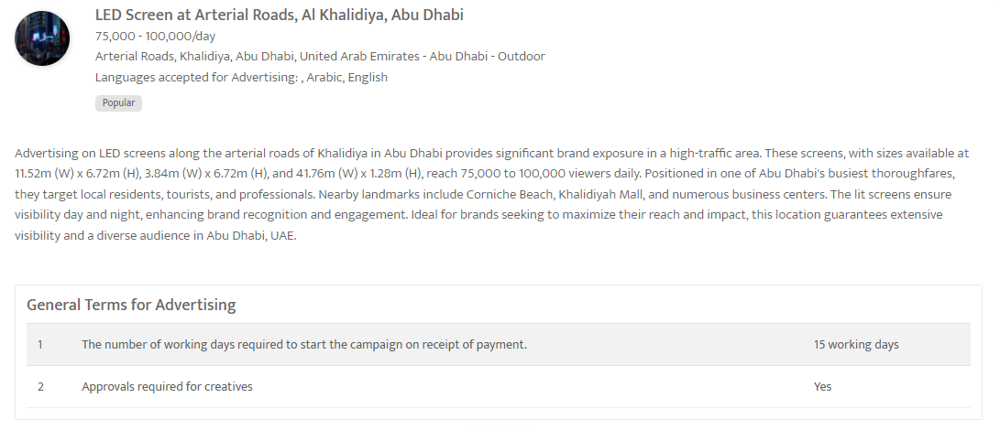 LED Screen at Arterial Roads, Al Khalidiya, Abu Dhabi
75,000 - 100,000/day
Arterial Roads, Khalidiya, Abu Dhabi, United Arab Emirates - Abu Dhabi - Outdoor
Languages accepted for Advertising: , Arabic, English
Popular
Advertising on LED screens along the arterial roads of Khalidiya in Abu Dhabi provides significant brand exposure in a high-traffic area. These screens, with sizes available at
11.52m (W) x 6.72m (H), 3.84m (W) x 6.72m (H), and 41.76m (W) x 1.28m (H), reach 75,000 to 100,000 viewers daily. Positioned in one of Abu Dhabi's busiest thoroughfares,
they target local residents, tourists, and professionals. Nearby landmarks include Corniche Beach, Khalidiyah Mall, and numerous business centers. The lit screens ensure
visibility day and night, enhancing brand recognition and engagement. Ideal for brands seeking to maximize their reach and impact, this location guarantees extensive
visibility and a diverse audience in Abu Dhabi, UAE.
General Terms for Advertising
1 The number of working days required to start the campaign on receipt of payment. 15 working days
2 Approvals required for creatives Yes